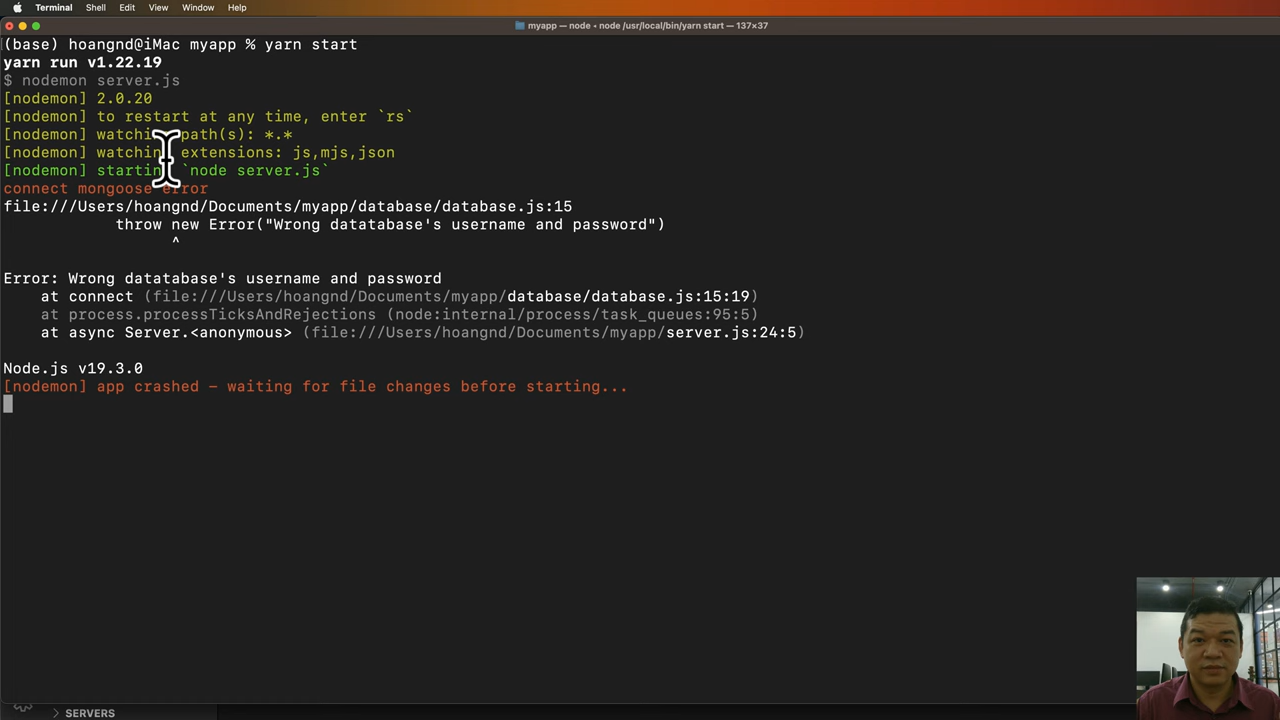 Terminal Shell Edit View Window Help
myapp — node • node /usr/local/bin/yarn start — 137×37
(base) hoangnd@iMac myapp % yarn start
yarn run v1.22.19
$ nodemon server.js
[nodemon] 2.0.20
[nodemon] to restart at any time, enter `rs`
[nodemon] watching path(s): *.*
[nodemon] watching extensions: js,mjs,json
[nodemon] starting `node server.js`
connect mongoose error
file:///Users/hoangnd/Documents/myapp/database/database.js:15
throw new Error("Wrong datatabase's username and password")
^
Error: Wrong datatabase's username and password
at connect (file:///Users/hoangnd/Documents/myapp/database/database.js:15:19)
at process.processTicksAndRejections (node:internal/process/task_queues:95:5)
at async Server.<anonymous> (file:///Users/hoangnd/Documents/myapp/server.js:24:5)
Node.js v19.3.0
[nodemon] app crashed – waiting for file changes before starting...
SERVERS